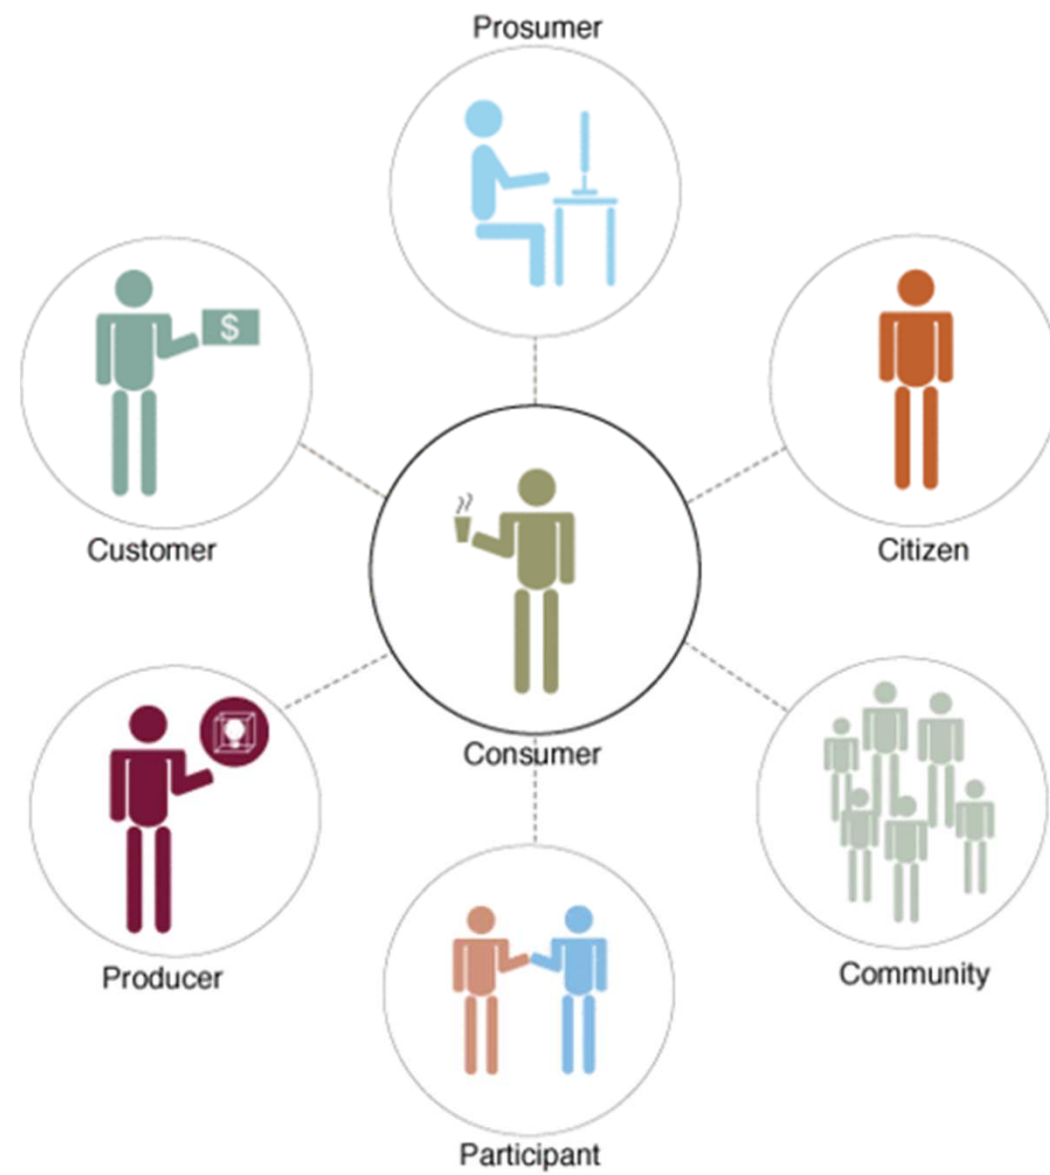 Prosumer
$
Customer
Citizen
Consumer
Producer
Community
Participant